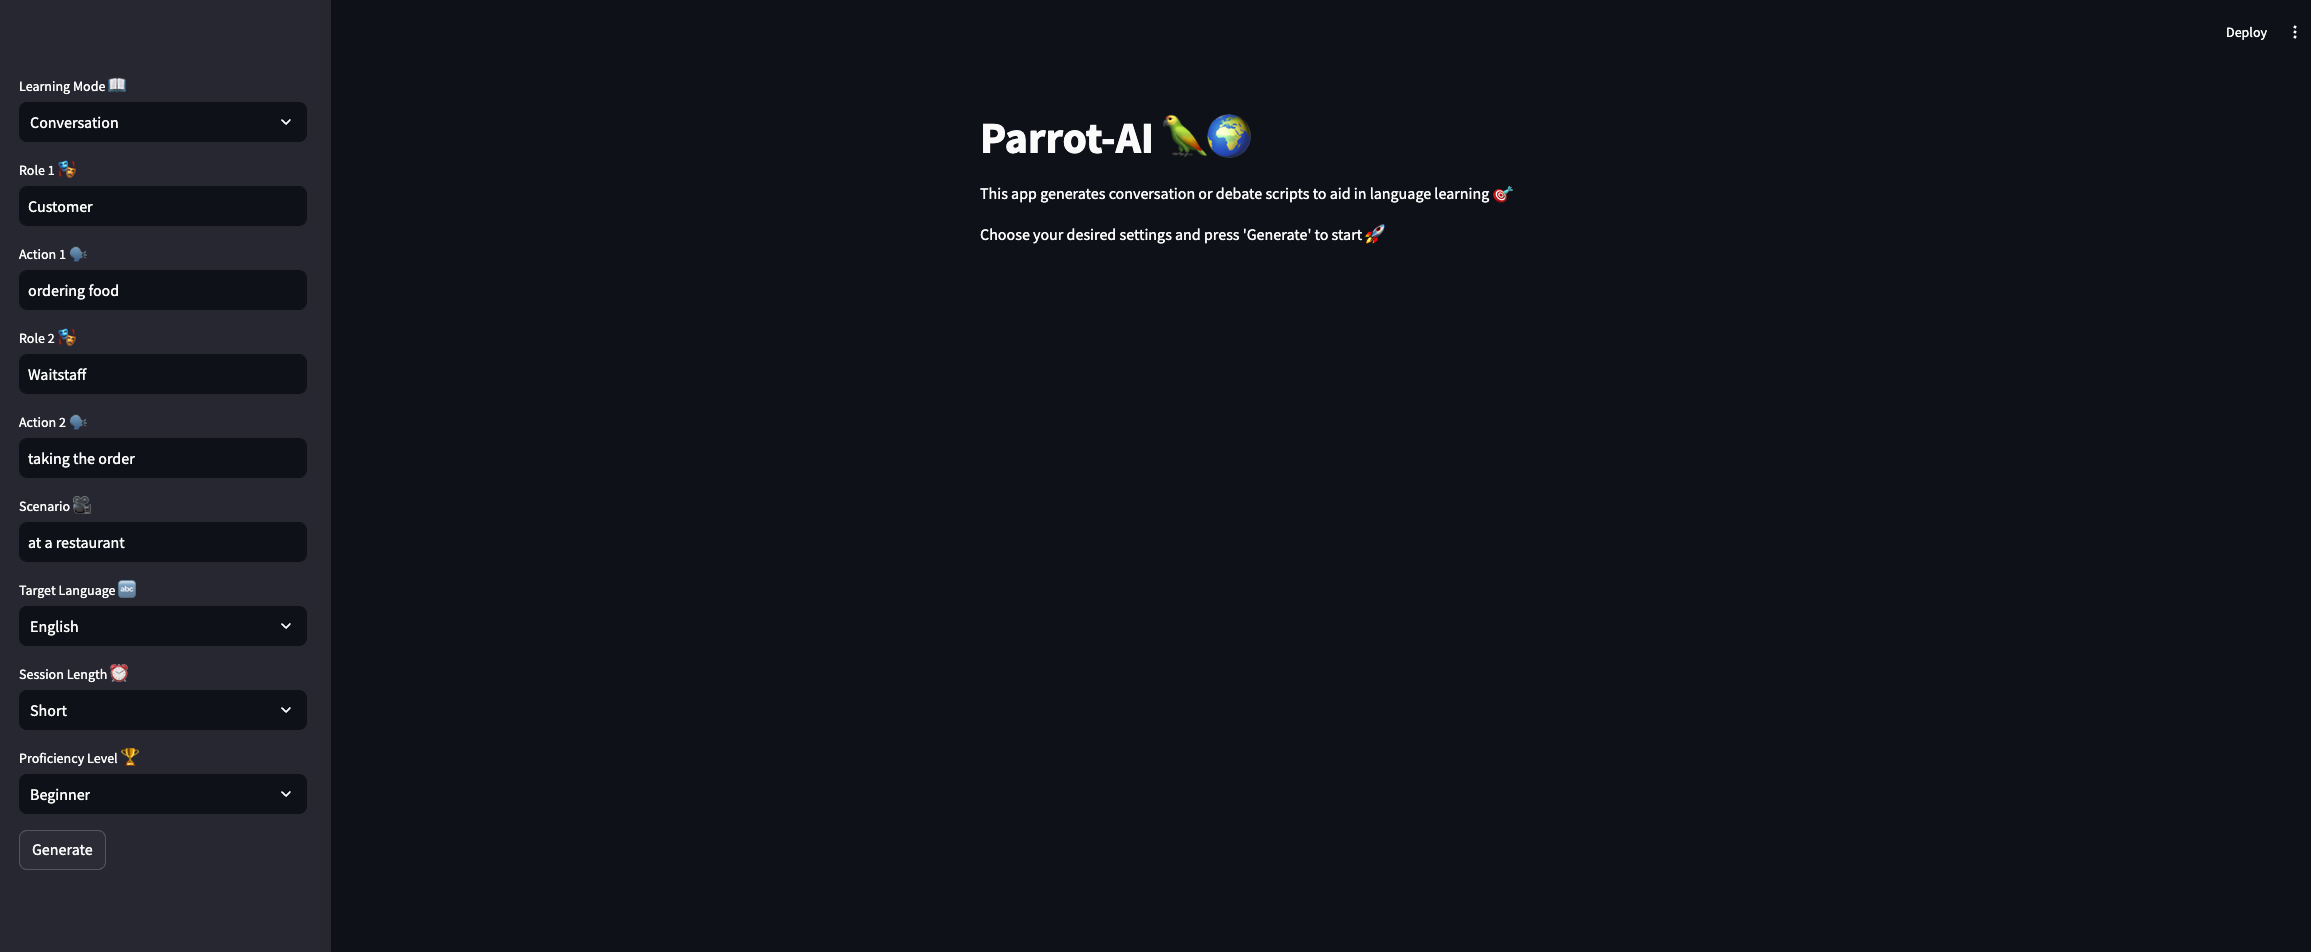 Deploy
Learning Mode 📖
Conversation
Role 1 🎭
Customer
Action 1 🗣️
ordering food
Role 2 🎭
Waitstaff
Action 2 🗣️
taking the order
Scenario 🎥
at a restaurant
Target Language 🔤
English
Session Length ⏰
Short
Proficiency Level 🏆
Beginner
Generate
Parrot-AI 🦜🌍
This app generates conversation or debate scripts to aid in language learning 🎯
Choose your desired settings and press 'Generate' to start 🚀